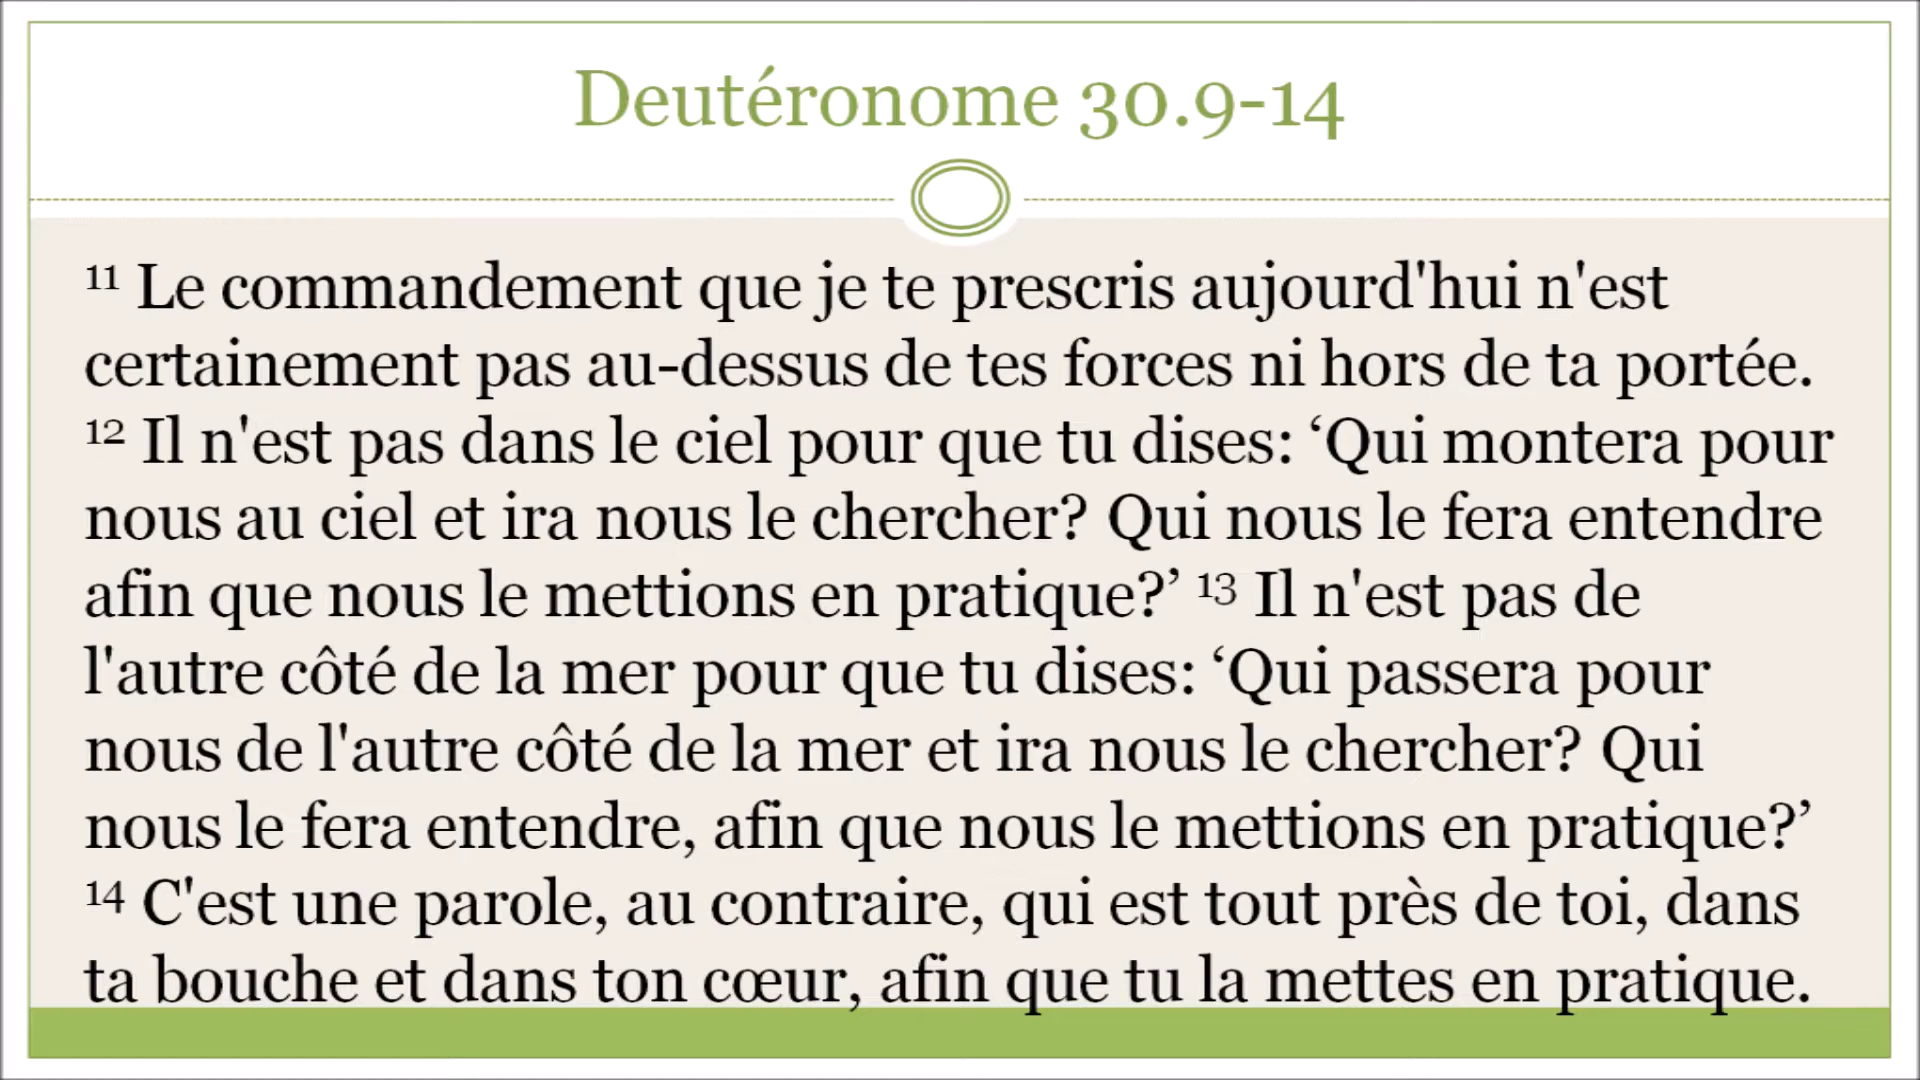 Deutéronome 30.9-14
11 Le commandement que je te prescris aujourd'hui n'est
certainement pas au-dessus de tes forces ni hors de ta portée.
12 Il n'est pas dans le ciel pour que tu dises: ‘Qui montera pour
nous au ciel et ira nous le chercher? Qui nous le fera entendre
afin que nous le mettions en pratique?’ 13 Il n'est pas de
l'autre côté de la mer pour que tu dises: ‘Qui passera pour
nous de l'autre côté de la mer et ira nous le chercher? Qui
nous le fera entendre, afin que nous le mettions en pratique?’
14 C'est une parole, au contraire, qui est tout près de toi, dans
ta bouche et dans ton cœur, afin que tu la mettes en pratique.